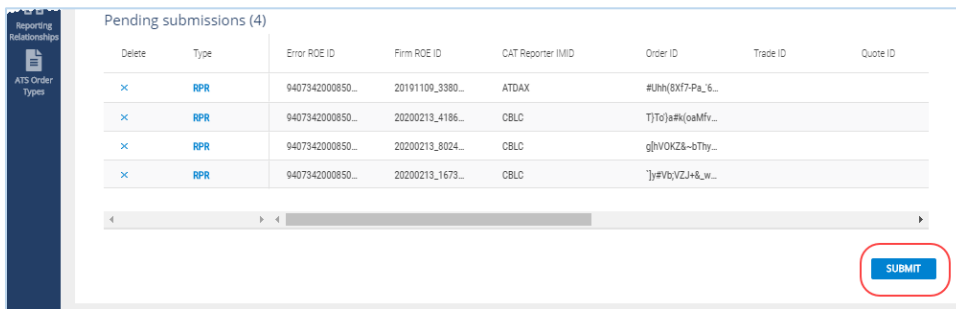 Reporting
Relationships
ATS Order
Types
Pending submissions (4)
Delete Type Error ROE ID Firm ROE ID CAT Reporter IMID Order ID Trade ID Quote ID
× RPR 9407342000850... 20191109_3380... ATDAX #Uhh(8Xf7-Pa_'6...
× RPR 9407342000850... 20200213_4186... CBLC T}To'}a#k(oaMfv...
× RPR 9407342000850... 20200213_8024... CBLC g[hVOKZ&~bThy...
× RPR 9407342000850... 20200213_1673... CBLC `]y#Vb;VZJ+&_w...
SUBMIT